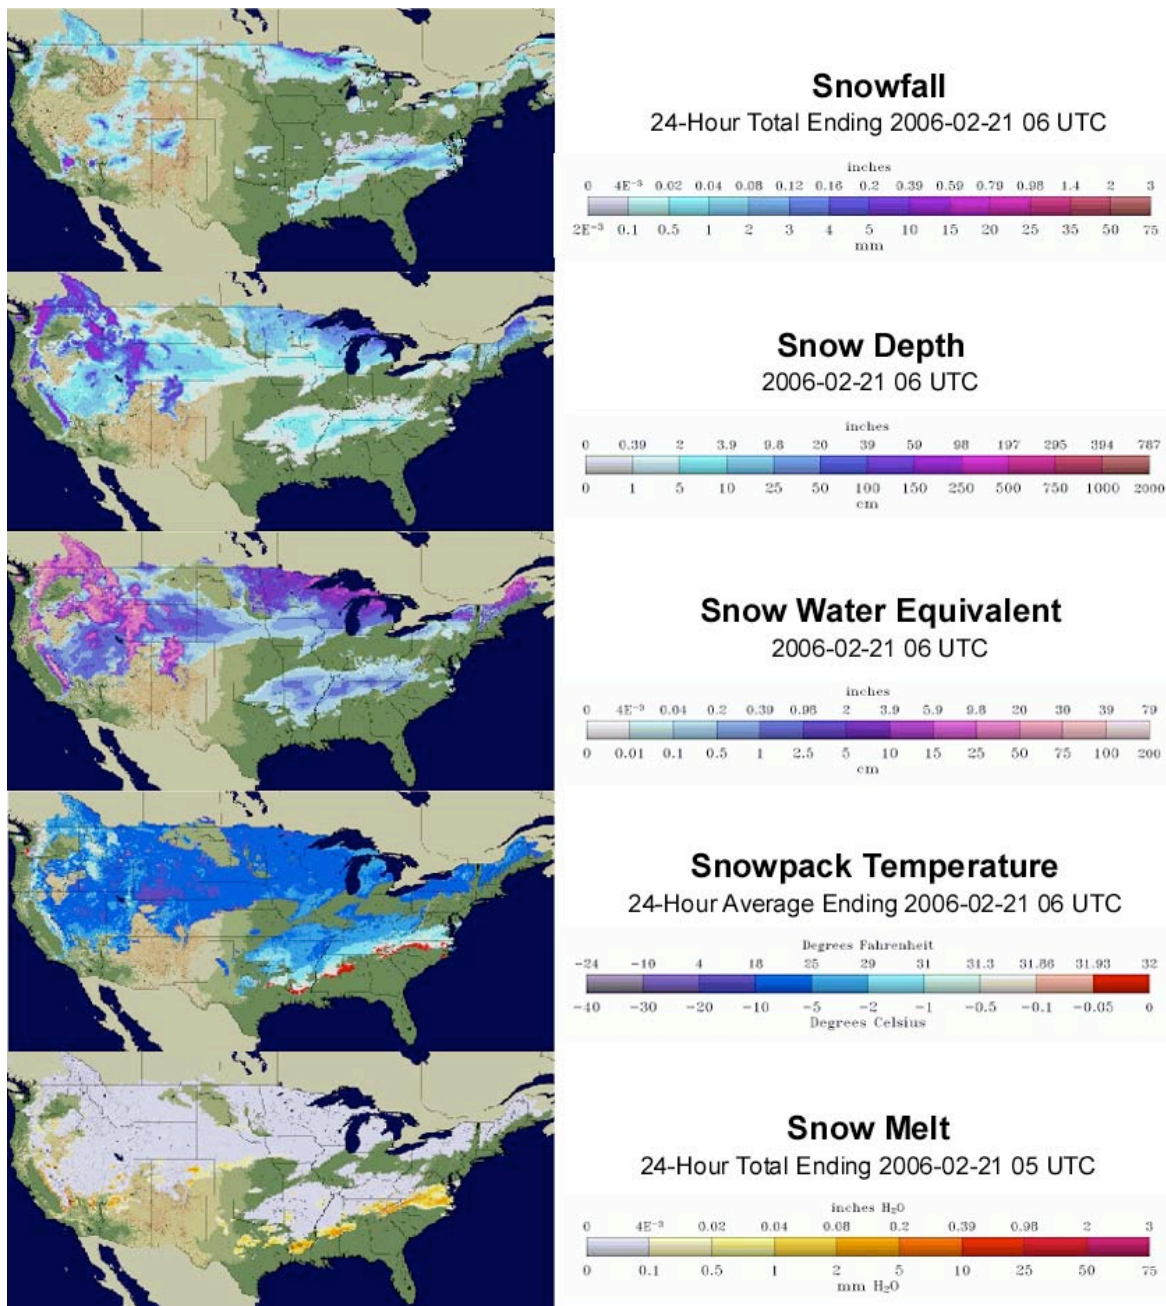 Snowfall
24-Hour Total Ending 2006-02-21 06 UTC
inches
0 4E⁻³ 0.02 0.04 0.08 0.12 0.16 0.2 0.39 0.59 0.79 0.98 1.4 2 3
2E⁻³ 0.1 0.5 1 2 3 4 5 10 15 20 25 35 50 75
mm
Snow Depth
2006-02-21 06 UTC
inches
0 0.39 2 3.9 9.8 20 39 59 98 197 295 394 787
0 1 5 10 25 50 100 150 250 500 750 1000 2000
cm
Snow Water Equivalent
2006-02-21 06 UTC
inches
0 4E⁻³ 0.04 0.2 0.39 0.98 2 3.9 5.9 9.8 20 30 39 79
0 0.01 0.1 0.5 1 2.5 5 10 15 25 50 75 100 200
cm
Snowpack Temperature
24-Hour Average Ending 2006-02-21 06 UTC
Degrees Fahrenheit
-24 -10 4 18 25 29 31 31.3 31.86 31.93 32
-40 -30 -20 -10 -5 -2 -1 -0.5 -0.1 -0.05 0
Degrees Celsius
Snow Melt
24-Hour Total Ending 2006-02-21 05 UTC
inches H₂O
0 4E⁻³ 0.02 0.04 0.08 0.2 0.39 0.98 2 3
0 0.1 0.5 1 2 5 10 25 50 75
mm H₂O